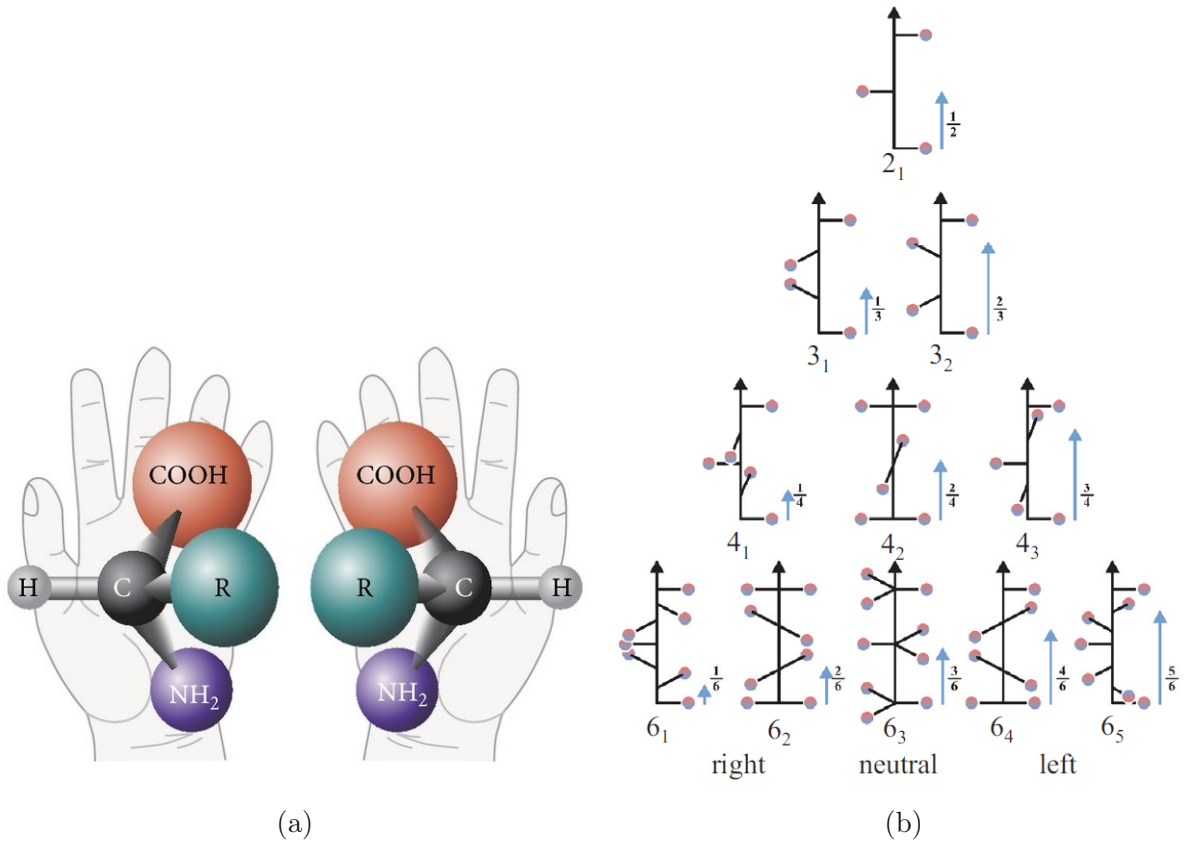 COOH
H
C
R
NH2
COOH
R
C
H
NH2
(a)
1/2
2₁
1/3
3₁
2/3
3₂
1/4
4₁
2/4
4₂
3/4
4₃
1/6
6₁
2/6
6₂
3/6
6₃
4/6
6₄
5/6
6₅
right neutral left
(b)